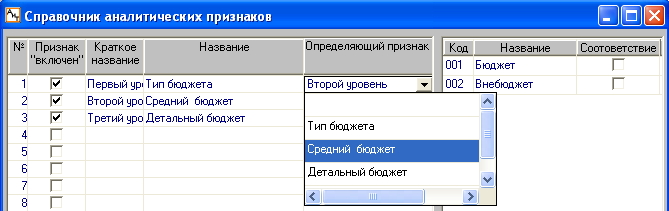 Справочник аналитических признаков
№ Признак "включен" Краткое название Название Определяющий признак Код Название Соответствие
1 Первый уро Тип бюджета Второй уровень 001 Бюджет
2 Второй уро Средний бюджет 002 Внебюджет
3 Третий уро Детальный бюджет Тип бюджета
4
5 Средний бюджет
6
7 Детальный бюджет
8